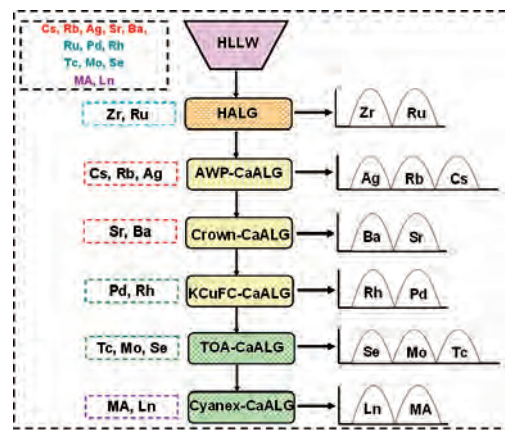 Cs, Rb, Ag, Sr, Ba,
Ru, Pd, Rh
Tc, Mo, Se
MA, Ln
HLLW
Zr, Ru
HALG
Zr Ru
Cs, Rb, Ag
AWP-CaALG
Ag Rb Cs
Sr, Ba
Crown-CaALG
Ba Sr
Pd, Rh
KCuFC-CaALG
Rh Pd
Tc, Mo, Se
TOA-CaALG
Se Mo Tc
MA, Ln
Cyanex-CaALG
Ln MA